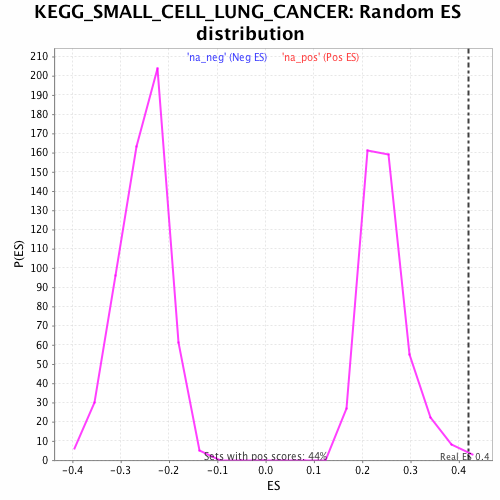 KEGG_SMALL_CELL_LUNG_CANCER: Random ES
distribution
'na_neg' (Neg ES) 'na_pos' (Pos ES)
210
200
190
180
170
160
150
140
130
120
110
100
90
80
70
60
50
40
30
20
10
0
P(ES)
Sets with pos scores: 44%
Real ES 0.4
-0.4 -0.3 -0.2 -0.1 0.0 0.1 0.2 0.3 0.4
ES